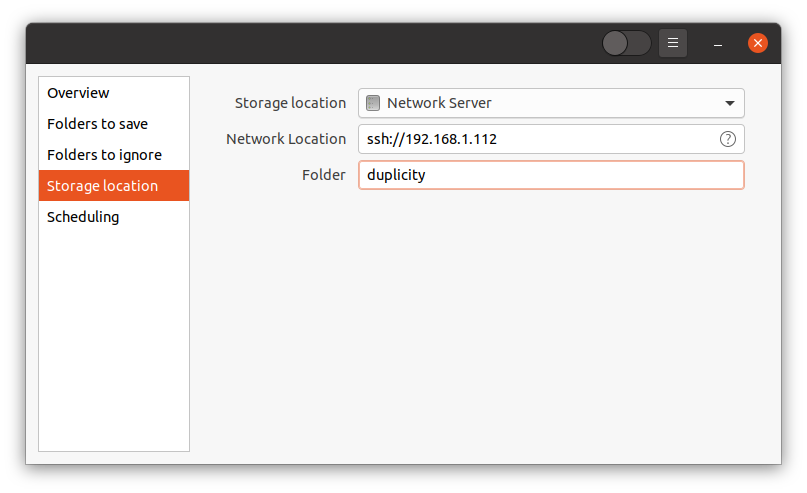 Overview
Folders to save
Folders to ignore
Storage location
Scheduling
Storage location Network Server
Network Location ssh://192.168.1.112
Folder duplicity